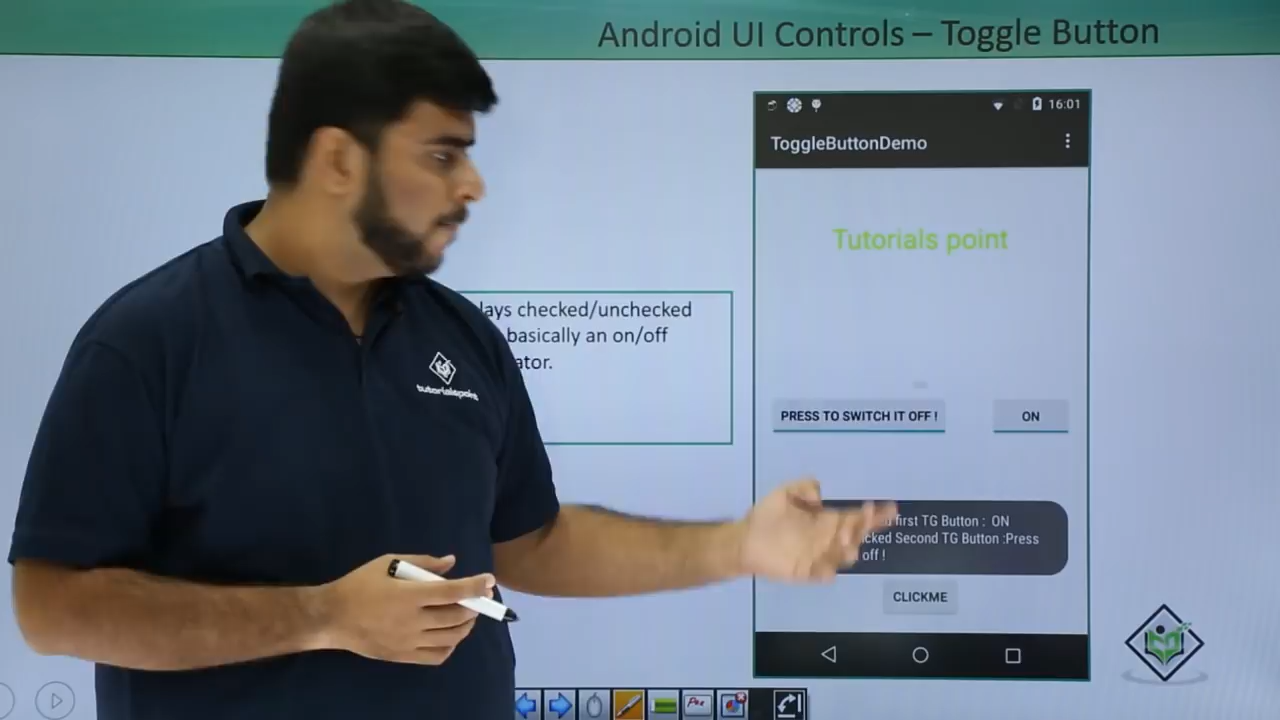 Android UI Controls – Toggle Button
16:01
ToggleButtonDemo
Tutorials point
lays checked/unchecked
basically an on/off
ator.
tutorialspoint
PRESS TO SWITCH IT OFF !
ON
first TG Button : ON
cked Second TG Button :Press
off !
CLICKME